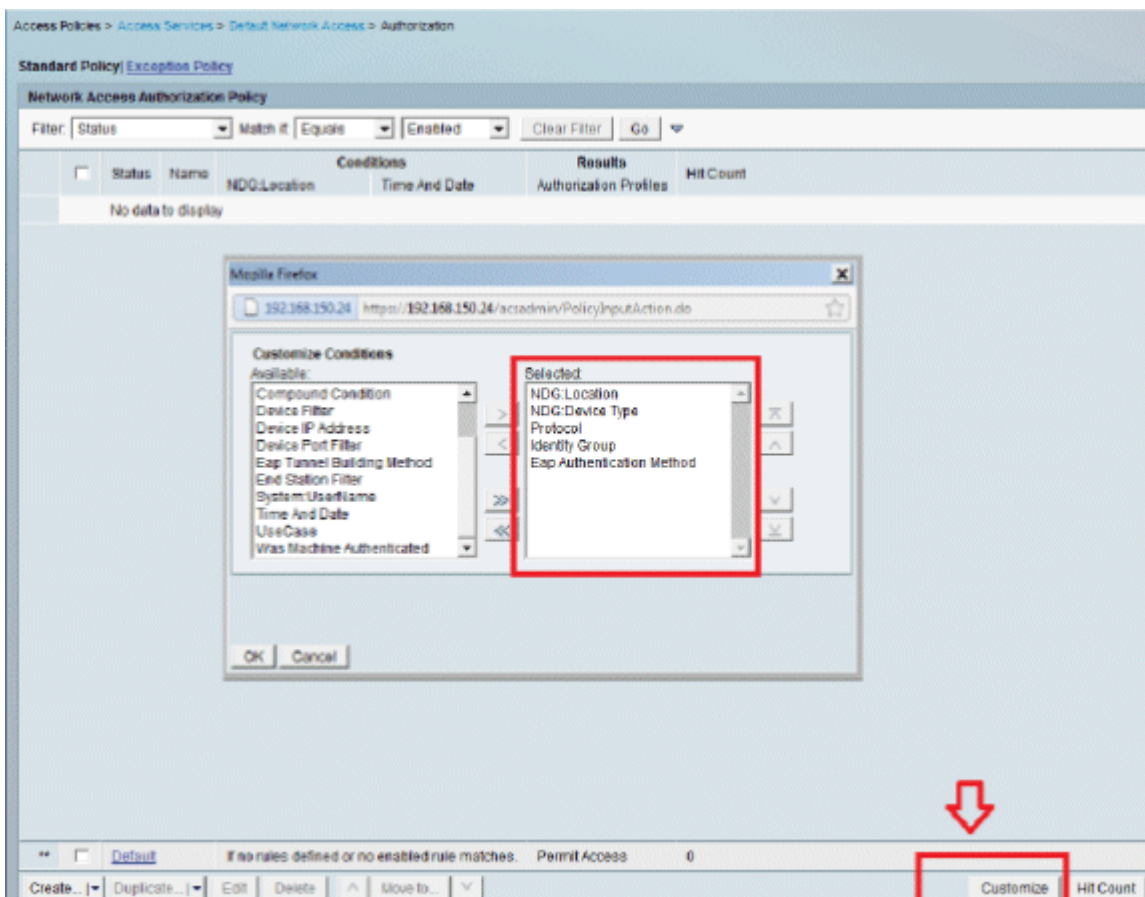 Access Policies > Access Services > Default Network Access > Authorization
Standard Policy| Exception Policy
Network Access Authorization Policy
Filter: Status Match if: Equals Enabled Clear Filter Go
Status Name Conditions Results Hit Count
NDG:Location Time And Date Authorization Profiles
No data to display
Mozilla Firefox
192.168.150.24 https://192.168.150.24/acsadmin/PolicyInputAction.do
Customize Conditions
Available: Selected:
Compound Condition
Device Filter
Device IP Address
Device Port Filter
Eap Tunnel Building Method
End Station Filter
System:UserName
Time And Date
UseCase
Was Machine Authenticated
NDG:Location
NDG:Device Type
Protocol
Identity Group
Eap Authentication Method
> < >> <<
OK Cancel
** Default If no rules defined or no enabled rule matches. Permit Access 0
Create... Duplicate... Edit Delete ^ Move to... Customize Hit Count